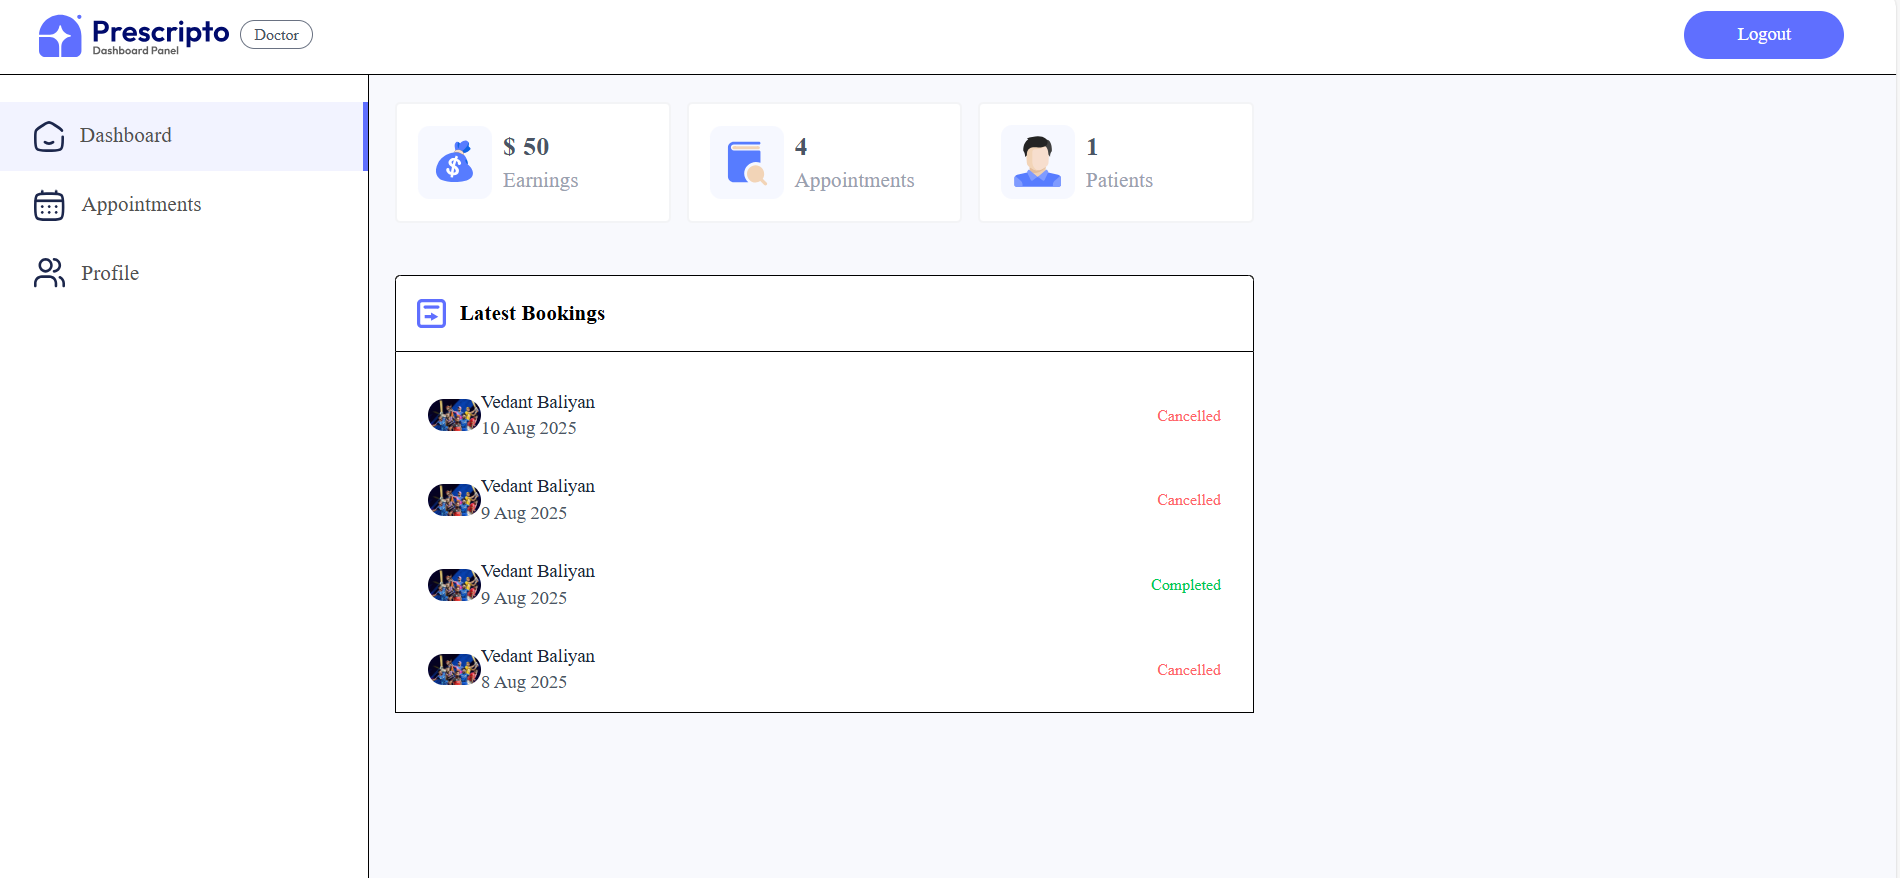 Prescripto
Dashboard Panel
Doctor
Logout
Dashboard
Appointments
Profile
$ 50
Earnings
4
Appointments
1
Patients
Latest Bookings
Vedant Baliyan
10 Aug 2025
Cancelled
Vedant Baliyan
9 Aug 2025
Cancelled
Vedant Baliyan
9 Aug 2025
Completed
Vedant Baliyan
8 Aug 2025
Cancelled